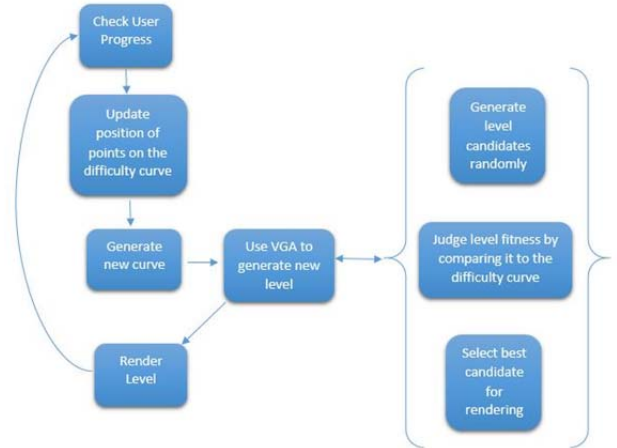 Check User
Progress
Update
position of
points on the
difficulty curve
Generate
new curve
Use VGA to
generate new
level
Render
Level
Generate
level
candidates
randomly
Judge level fitness by
comparing it to the
difficulty curve
Select best
candidate
for
rendering